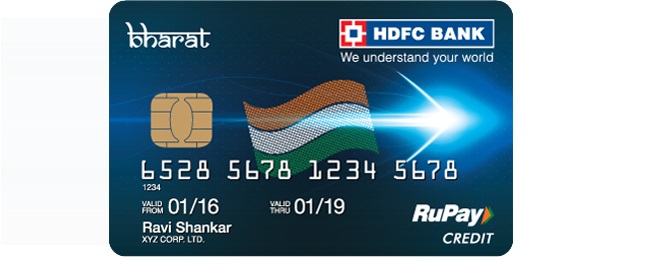 bharat
HDFC BANK
We understand your world
6528 5678 1234 5678
1234
VALID FROM 01/16 VALID THRU 01/19
Ravi Shankar
XYZ CORP. LTD.
RuPay
CREDIT